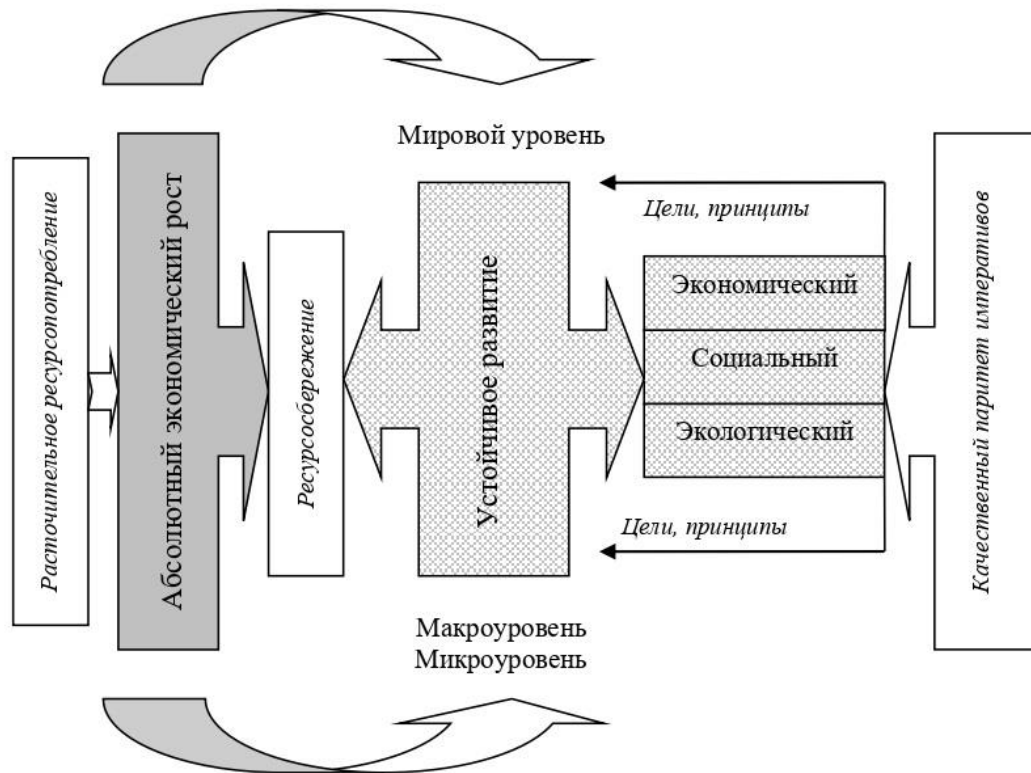 Мировой уровень
Расточительное ресурсопотребление
Абсолютный экономический рост
Ресурсосбережение
Устойчивое развитие
Цели, принципы
Экономический
Социальный
Экологический
Цели, принципы
Качественный паритет императивов
Макроуровень
Микроуровень